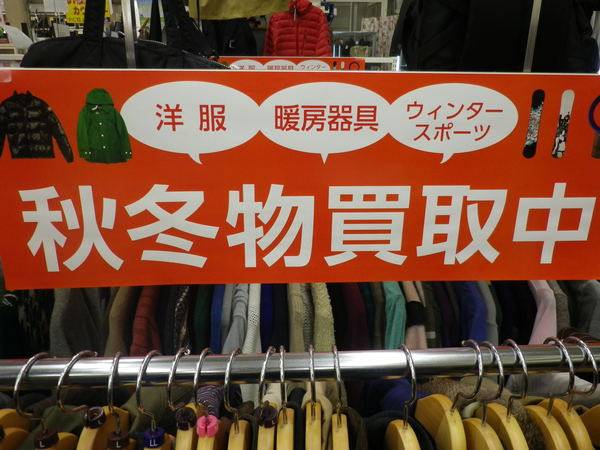 洋服
暖房器具
ウィンター
スポーツ
秋冬物買取中
LL